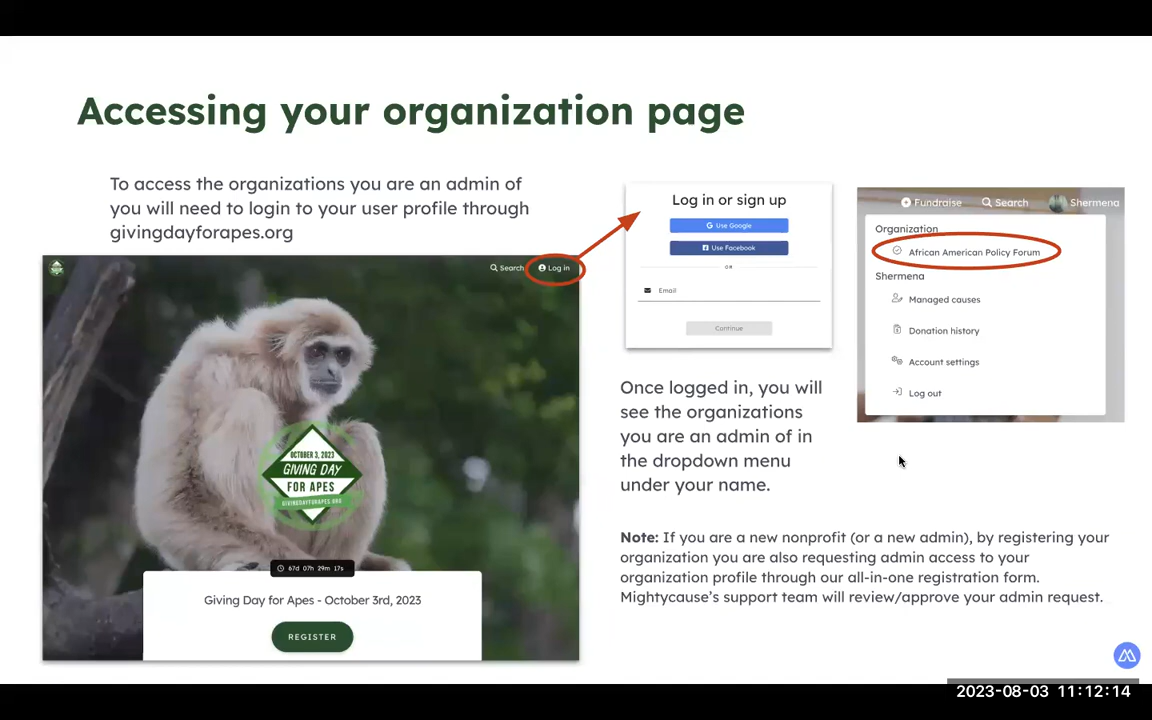 Accessing your organization page
To access the organizations you are an admin of
you will need to login to your user profile through
givingdayforapes.org
Search
Log in
OCTOBER 3, 2023
GIVING DAY
FOR APES
GIVINGDAYFORAPES.ORG
67d 07h 29m 17s
Giving Day for Apes - October 3rd, 2023
REGISTER
Log in or sign up
Use Google
Use Facebook
OR
Email
Continue
Fundraise Search Shermena
Organization
African American Policy Forum
Shermena
Managed causes
Donation history
Account settings
Log out
Once logged in, you will
see the organizations
you are an admin of in
the dropdown menu
under your name.
Note: If you are a new nonprofit (or a new admin), by registering your
organization you are also requesting admin access to your
organization profile through our all-in-one registration form.
Mightycause's support team will review/approve your admin request.
2023-08-03 11:12:14